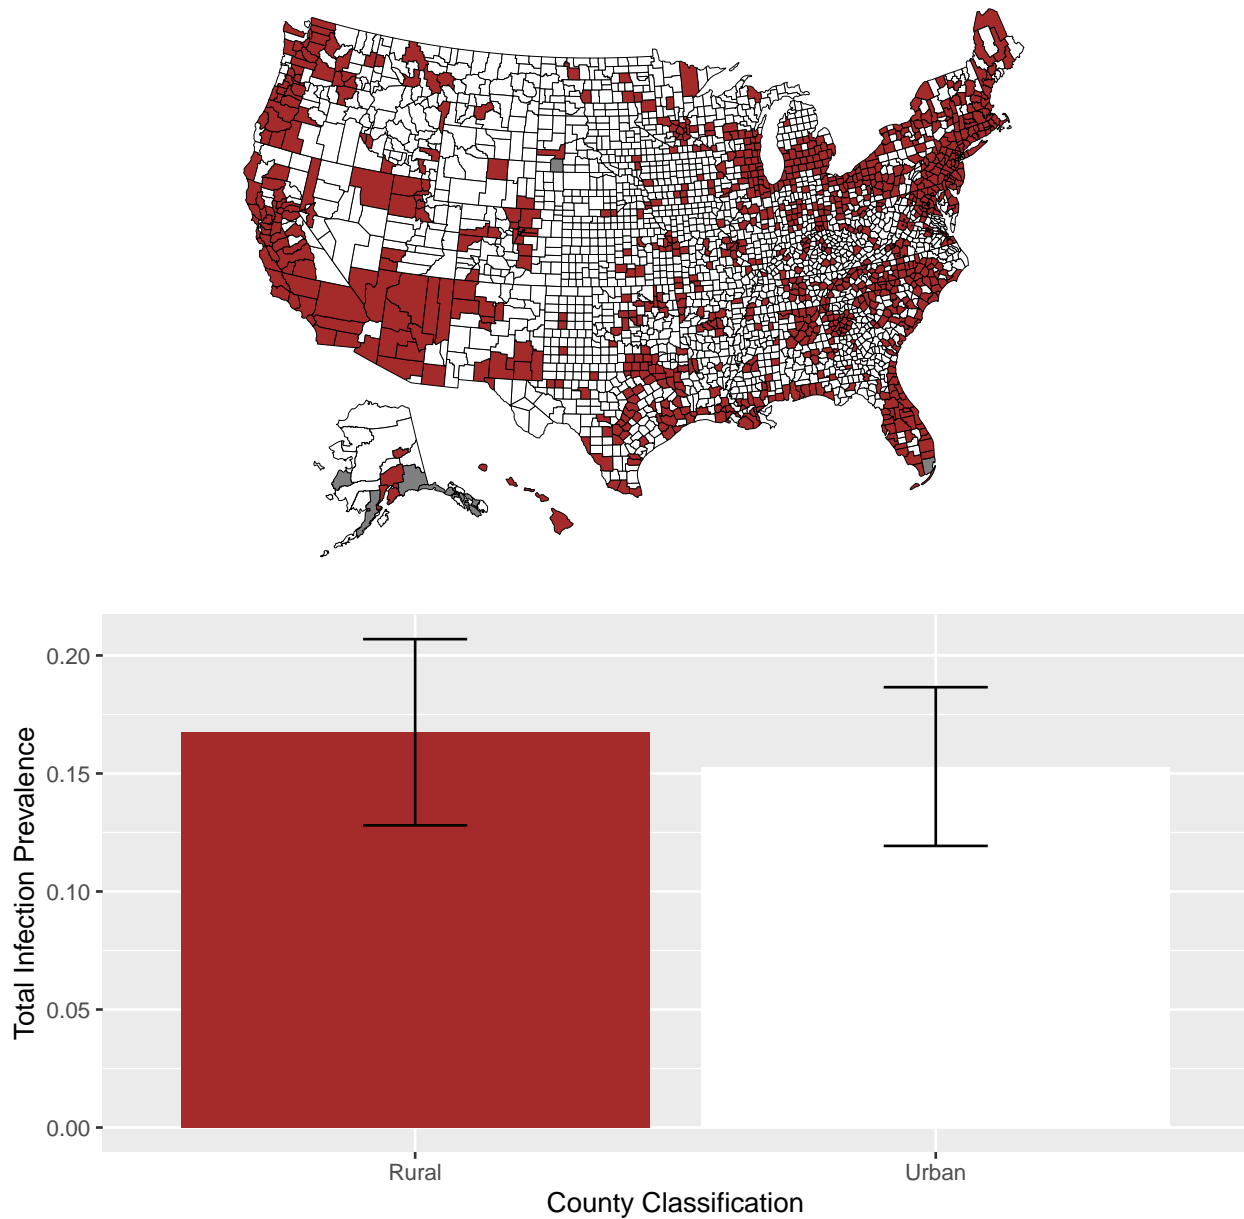 0.20
0.15
0.10
0.05
0.00
Total Infection Prevalence
Rural
Urban
County Classification